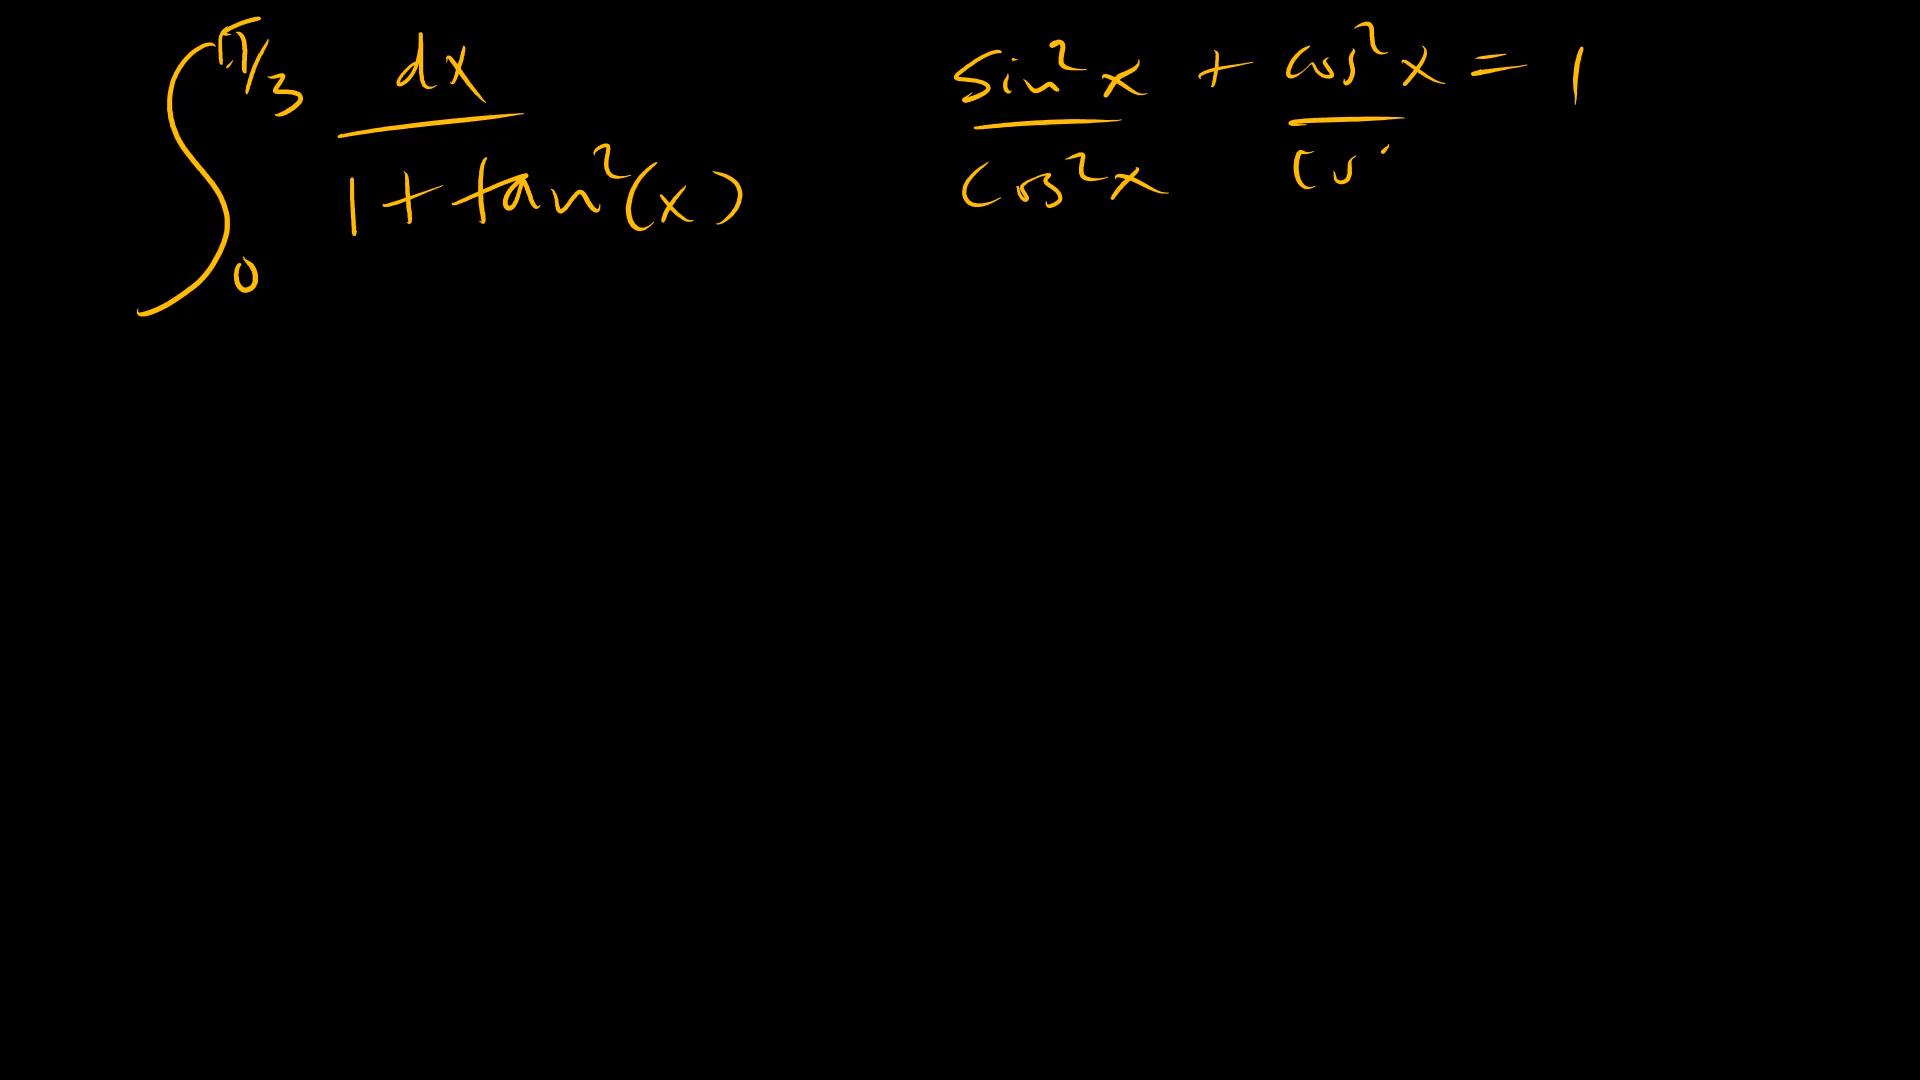 ∫₀^{π/3} dx / (1 + tan²(x))
sin²x / cos²x + cos²x / cos = 1